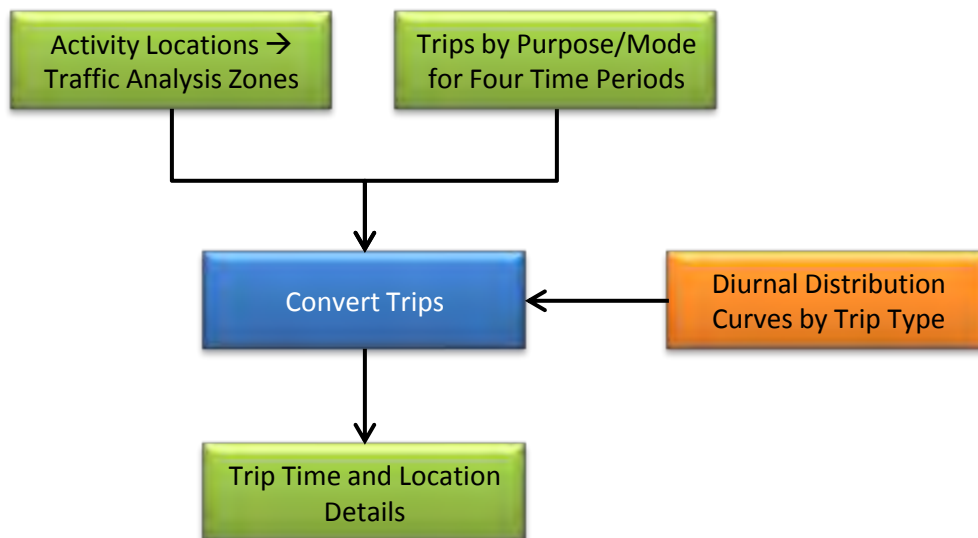 Activity Locations →
Traffic Analysis Zones
Trips by Purpose/Mode
for Four Time Periods
Convert Trips
Diurnal Distribution
Curves by Trip Type
Trip Time and Location
Details